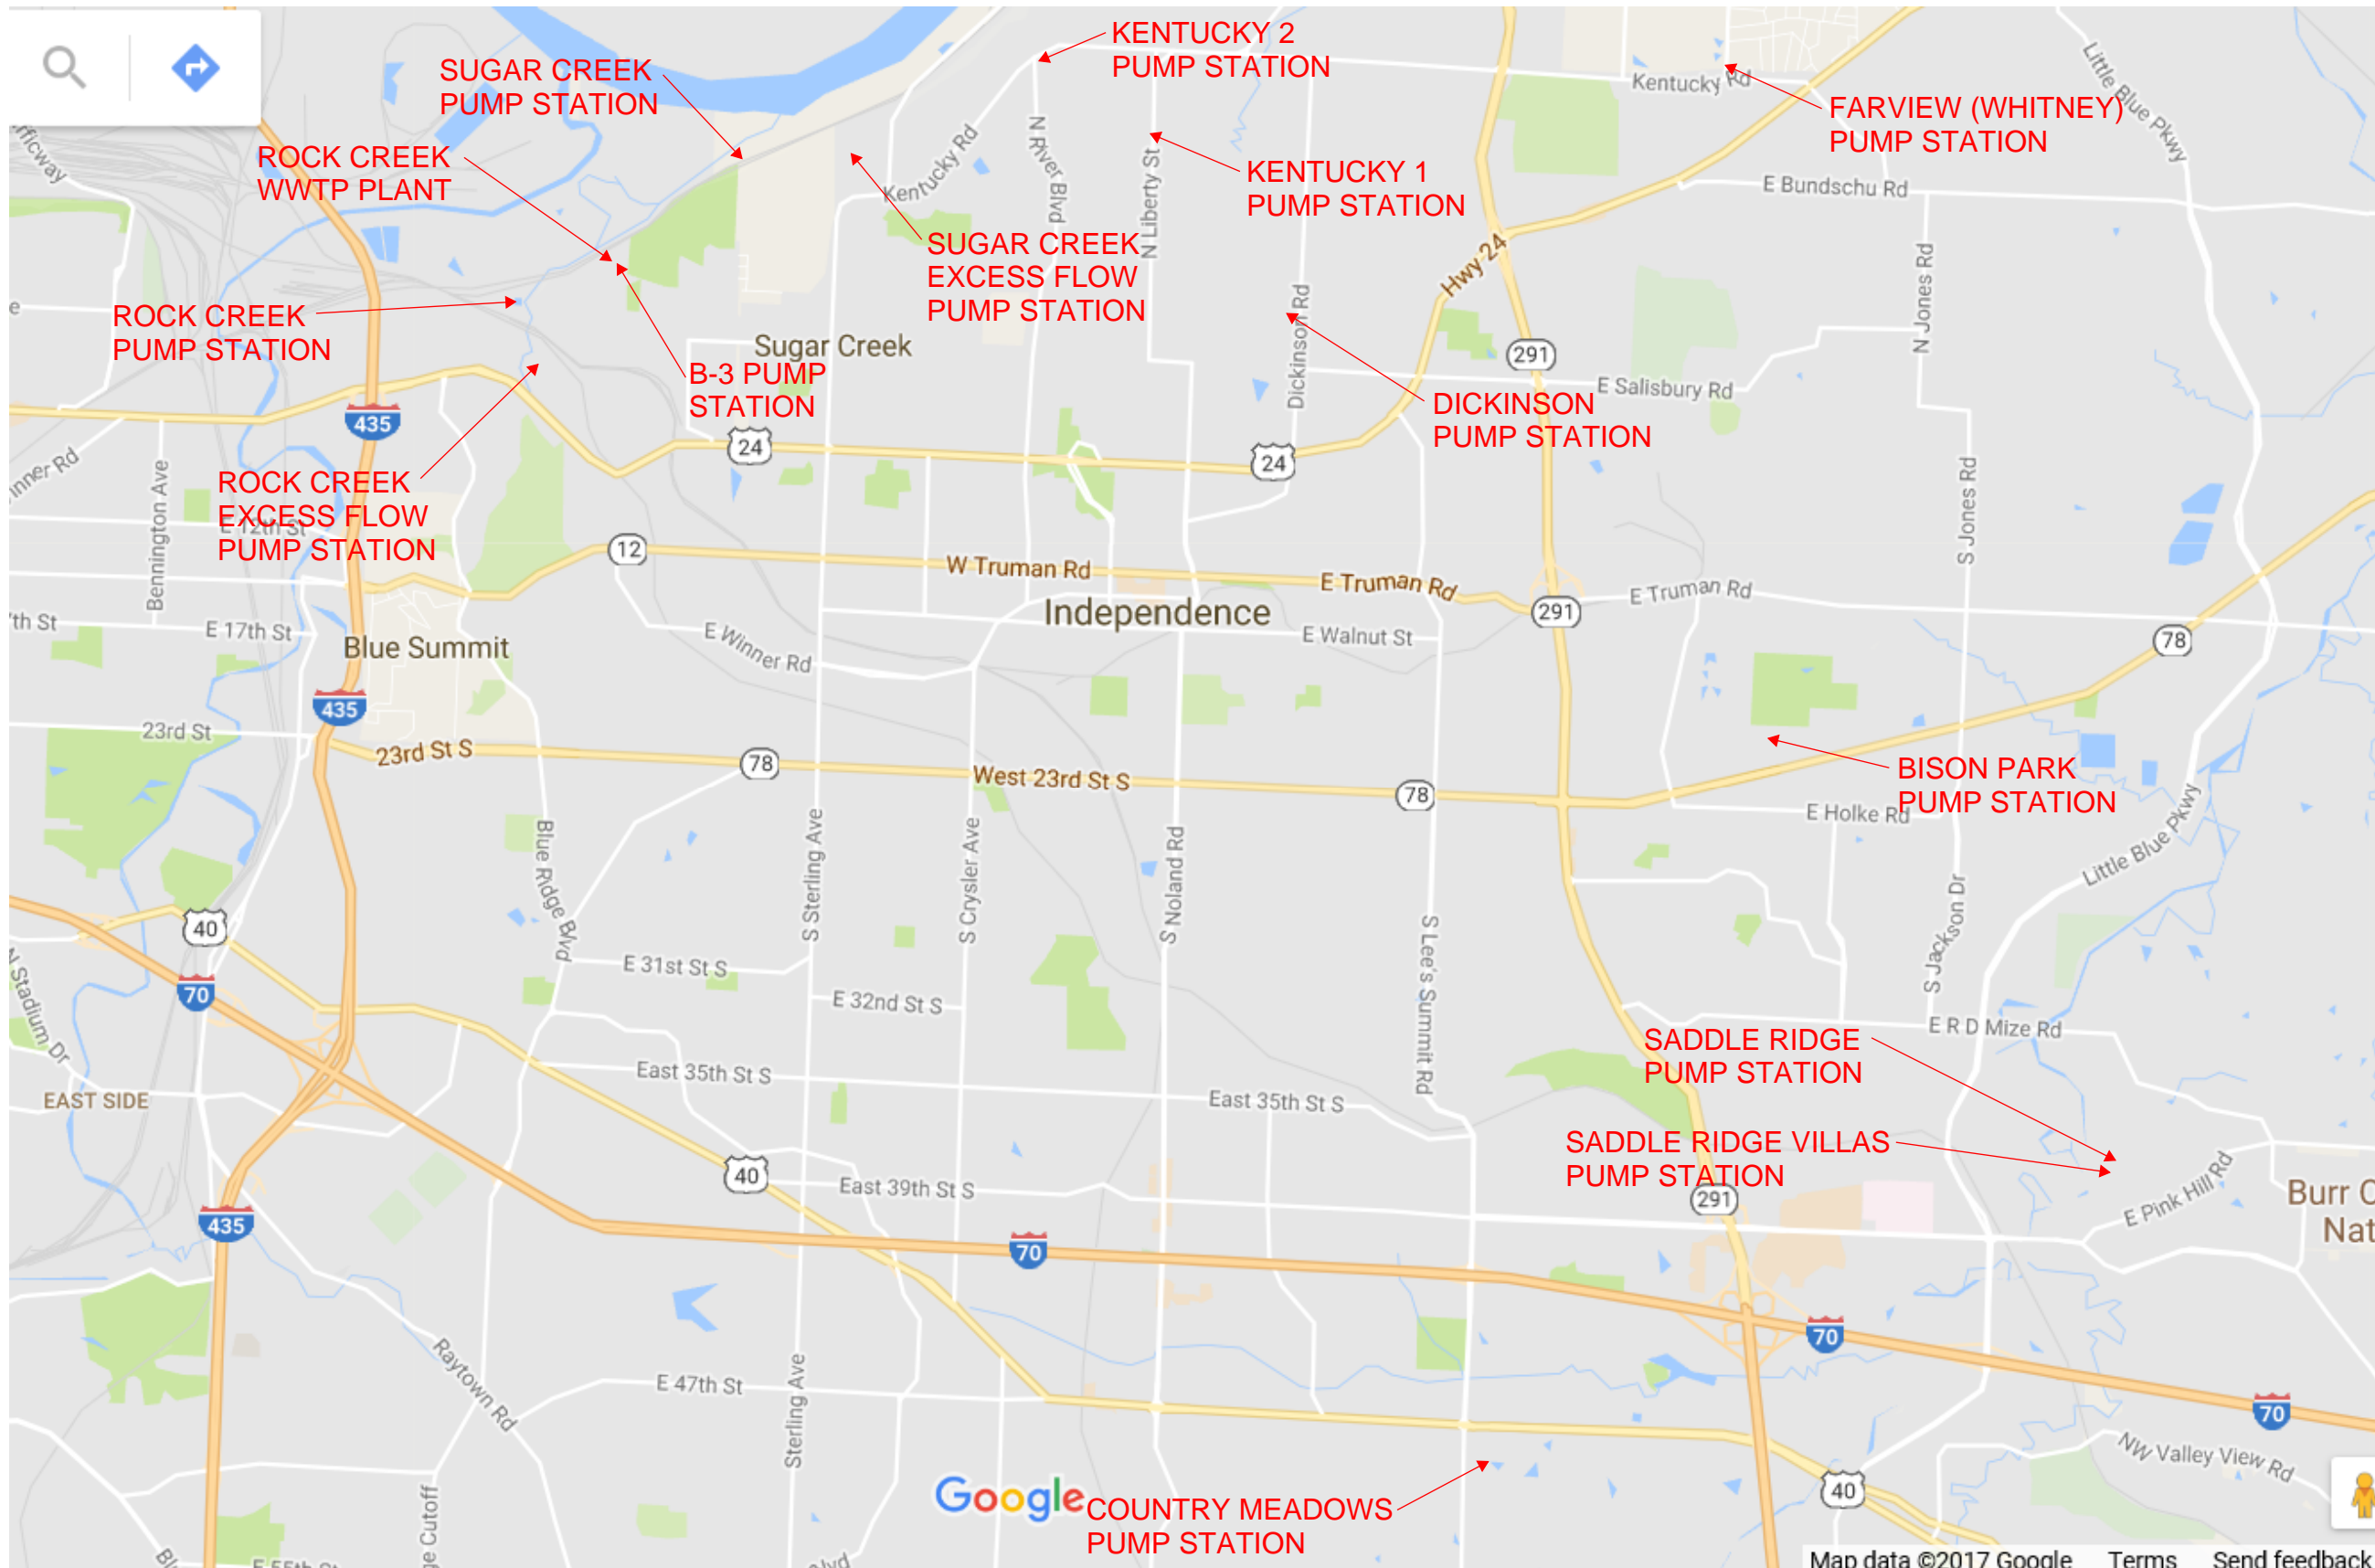 KENTUCKY 2
PUMP STATION
SUGAR CREEK
PUMP STATION
Kentucky Rd
Little Blue Pkwy
FARVIEW (WHITNEY)
PUMP STATION
ROCK CREEK
WWTP PLANT
Kentucky Rd
N River Blvd
N Liberty St
KENTUCKY 1
PUMP STATION
E Bundschu Rd
SUGAR CREEK
EXCESS FLOW
PUMP STATION
Hwy 24
N Jones Rd
ROCK CREEK
PUMP STATION
Sugar Creek
Dickinson Rd
291
B-3 PUMP
STATION
E Salisbury Rd
DICKINSON
PUMP STATION
435
24
24
ROCK CREEK
EXCESS FLOW
PUMP STATION
E 12th St
Bennington Ave
S Jones Rd
12
W Truman Rd
E Truman Rd
E Truman Rd
291
Independence
E 17th St
Blue Summit
E Winner Rd
E Walnut St
78
435
23rd St
23rd St S
78
West 23rd St S
78
BISON PARK
PUMP STATION
E Holke Rd
Little Blue Pkwy
Blue Ridge Blvd
S Sterling Ave
S Crysler Ave
S Noland Rd
S Lee's Summit Rd
S Jackson Dr
40
70
N Stadium Dr
E 31st St S
E 32nd St S
E R D Mize Rd
SADDLE RIDGE
PUMP STATION
East 35th St S
East 35th St S
EAST SIDE
SADDLE RIDGE VILLAS
PUMP STATION
40
East 39th St S
291
E Pink Hill Rd
435
70
70
Raytown Rd
E 47th St
Sterling Ave
70
NW Valley View Rd
Google
COUNTRY MEADOWS
PUMP STATION
40
Map data ©2017 Google Terms Send feedback